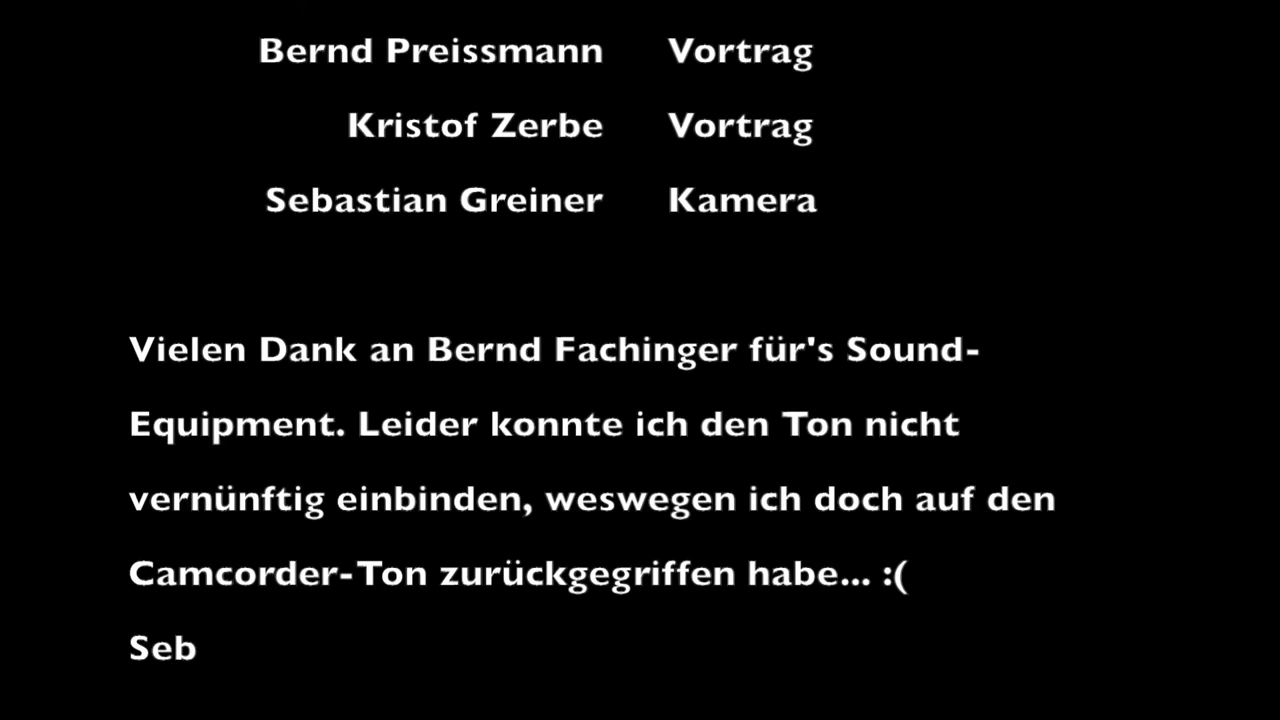 Bernd Preissmann Vortrag
Kristof Zerbe Vortrag
Sebastian Greiner Kamera
Vielen Dank an Bernd Fachinger für's Sound-
Equipment. Leider konnte ich den Ton nicht
vernünftig einbinden, weswegen ich doch auf den
Camcorder-Ton zurückgegriffen habe... :(
Seb